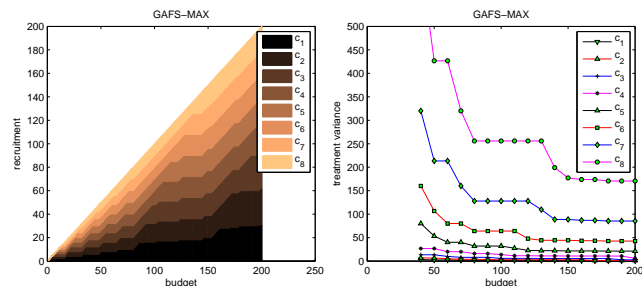 GAFS-MAX
recruitment
200
180
160
140
120
100
80
60
40
20
0
0 50 100 150 200 250
budget
c1
c2
c3
c4
c5
c6
c7
c8
GAFS-MAX
treatment variance
500
450
400
350
300
250
200
150
100
50
0
50 100 150 200
budget
c1
c2
c3
c4
c5
c6
c7
c8